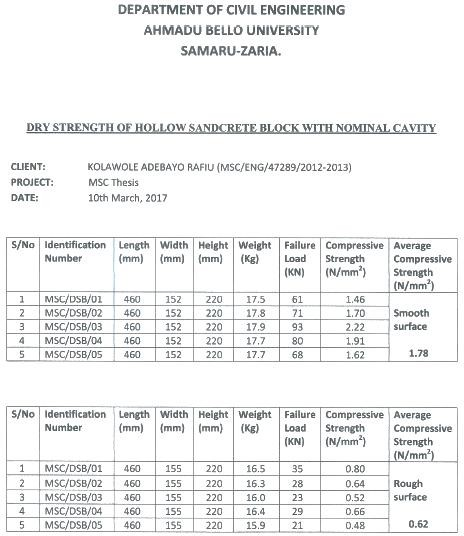 DEPARTMENT OF CIVIL ENGINEERING
AHMADU BELLO UNIVERSITY
SAMARU-ZARIA.
DRY STRENGTH OF HOLLOW SANDCRETE BLOCK WITH NOMINAL CAVITY
CLIENT: KOLAWOLE ADEBAYO RAFIU (MSC/ENG/47289/2012-2013)
PROJECT: MSC Thesis
DATE: 10th March, 2017
S/No Identification Length Width Height Weight Failure Compressive Average
Number (mm) (mm) (mm) (Kg) Load Strength Compressive
(KN) (N/mm²) Strength
(N/mm²)
1 MSC/DSB/01 460 152 220 17.5 61 1.46
2 MSC/DSB/02 460 152 220 17.8 71 1.70 Smooth
3 MSC/DSB/03 460 152 220 17.9 93 2.22 surface
4 MSC/DSB/04 460 152 220 17.7 80 1.91
5 MSC/DSB/05 460 152 220 17.7 68 1.62 1.78
S/No Identification Length Width Height Weight Failure Compressive Average
Number (mm) (mm) (mm) (Kg) Load Strength Compressive
(KN) (N/mm²) Strength
(N/mm²)
1 MSC/DSB/01 460 155 220 16.5 35 0.80
2 MSC/DSB/02 460 155 220 16.3 28 0.64 Rough
3 MSC/DSB/03 460 155 220 16.0 23 0.52 surface
4 MSC/DSB/04 460 155 220 16.4 29 0.66
5 MSC/DSB/05 460 155 220 15.9 21 0.48 0.62